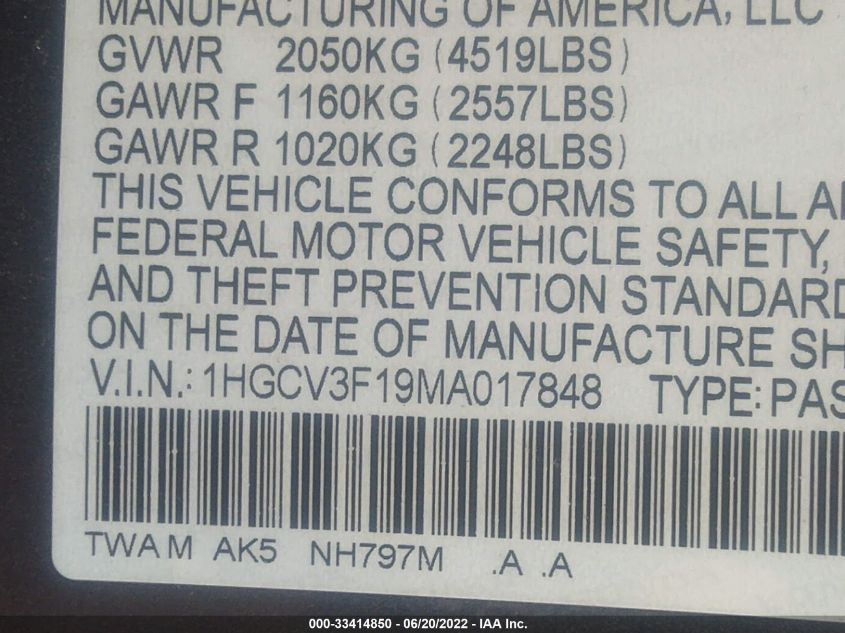 MANUFACTURING OF AMERICA, LLC
GVWR 2050KG (4519LBS)
GAWR F 1160KG (2557LBS)
GAWR R 1020KG (2248LBS)
THIS VEHICLE CONFORMS TO ALL A
FEDERAL MOTOR VEHICLE SAFETY,
AND THEFT PREVENTION STANDARD
ON THE DATE OF MANUFACTURE SH
V.I.N.: 1HGCV3F19MA017848 TYPE: PAS
TWA M AK5 NH797M .A .A
000-33414850 - 06/20/2022 - IAA Inc.